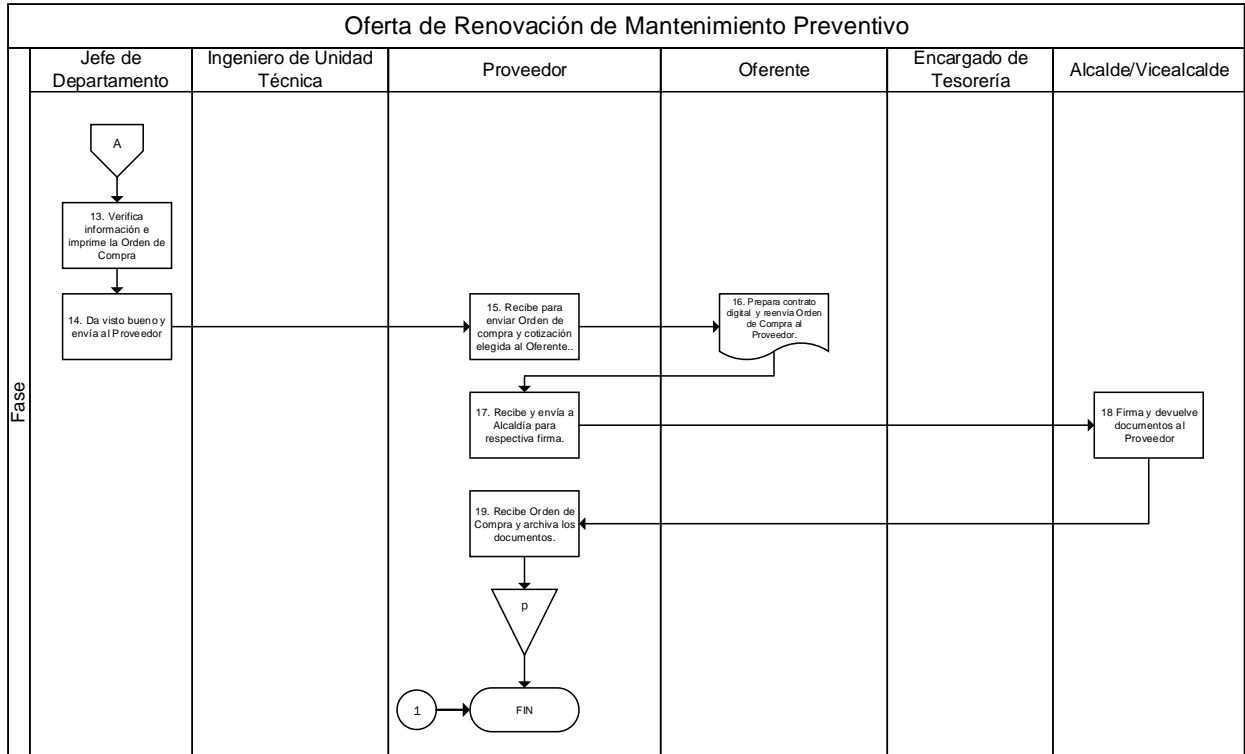 Oferta de Renovación de Mantenimiento Preventivo
Fase
Jefe de
Departamento
Ingeniero de Unidad
Técnica
Proveedor
Oferente
Encargado de
Tesorería
Alcalde/Vicealcalde
A
13. Verifica
información e
imprime la Orden de
Compra
14. Da visto bueno y
envía al Proveedor
15. Recibe para
enviar Orden de
compra y cotización
elegida al Oferente..
16. Prepara contrato
digital y reenvía Orden
de Compra al
Proveedor.
17. Recibe y envía a
Alcaldía para
respectiva firma.
18 Firma y devuelve
documentos al
Proveedor
19. Recibe Orden de
Compra y archiva los
documentos.
p
1
FIN